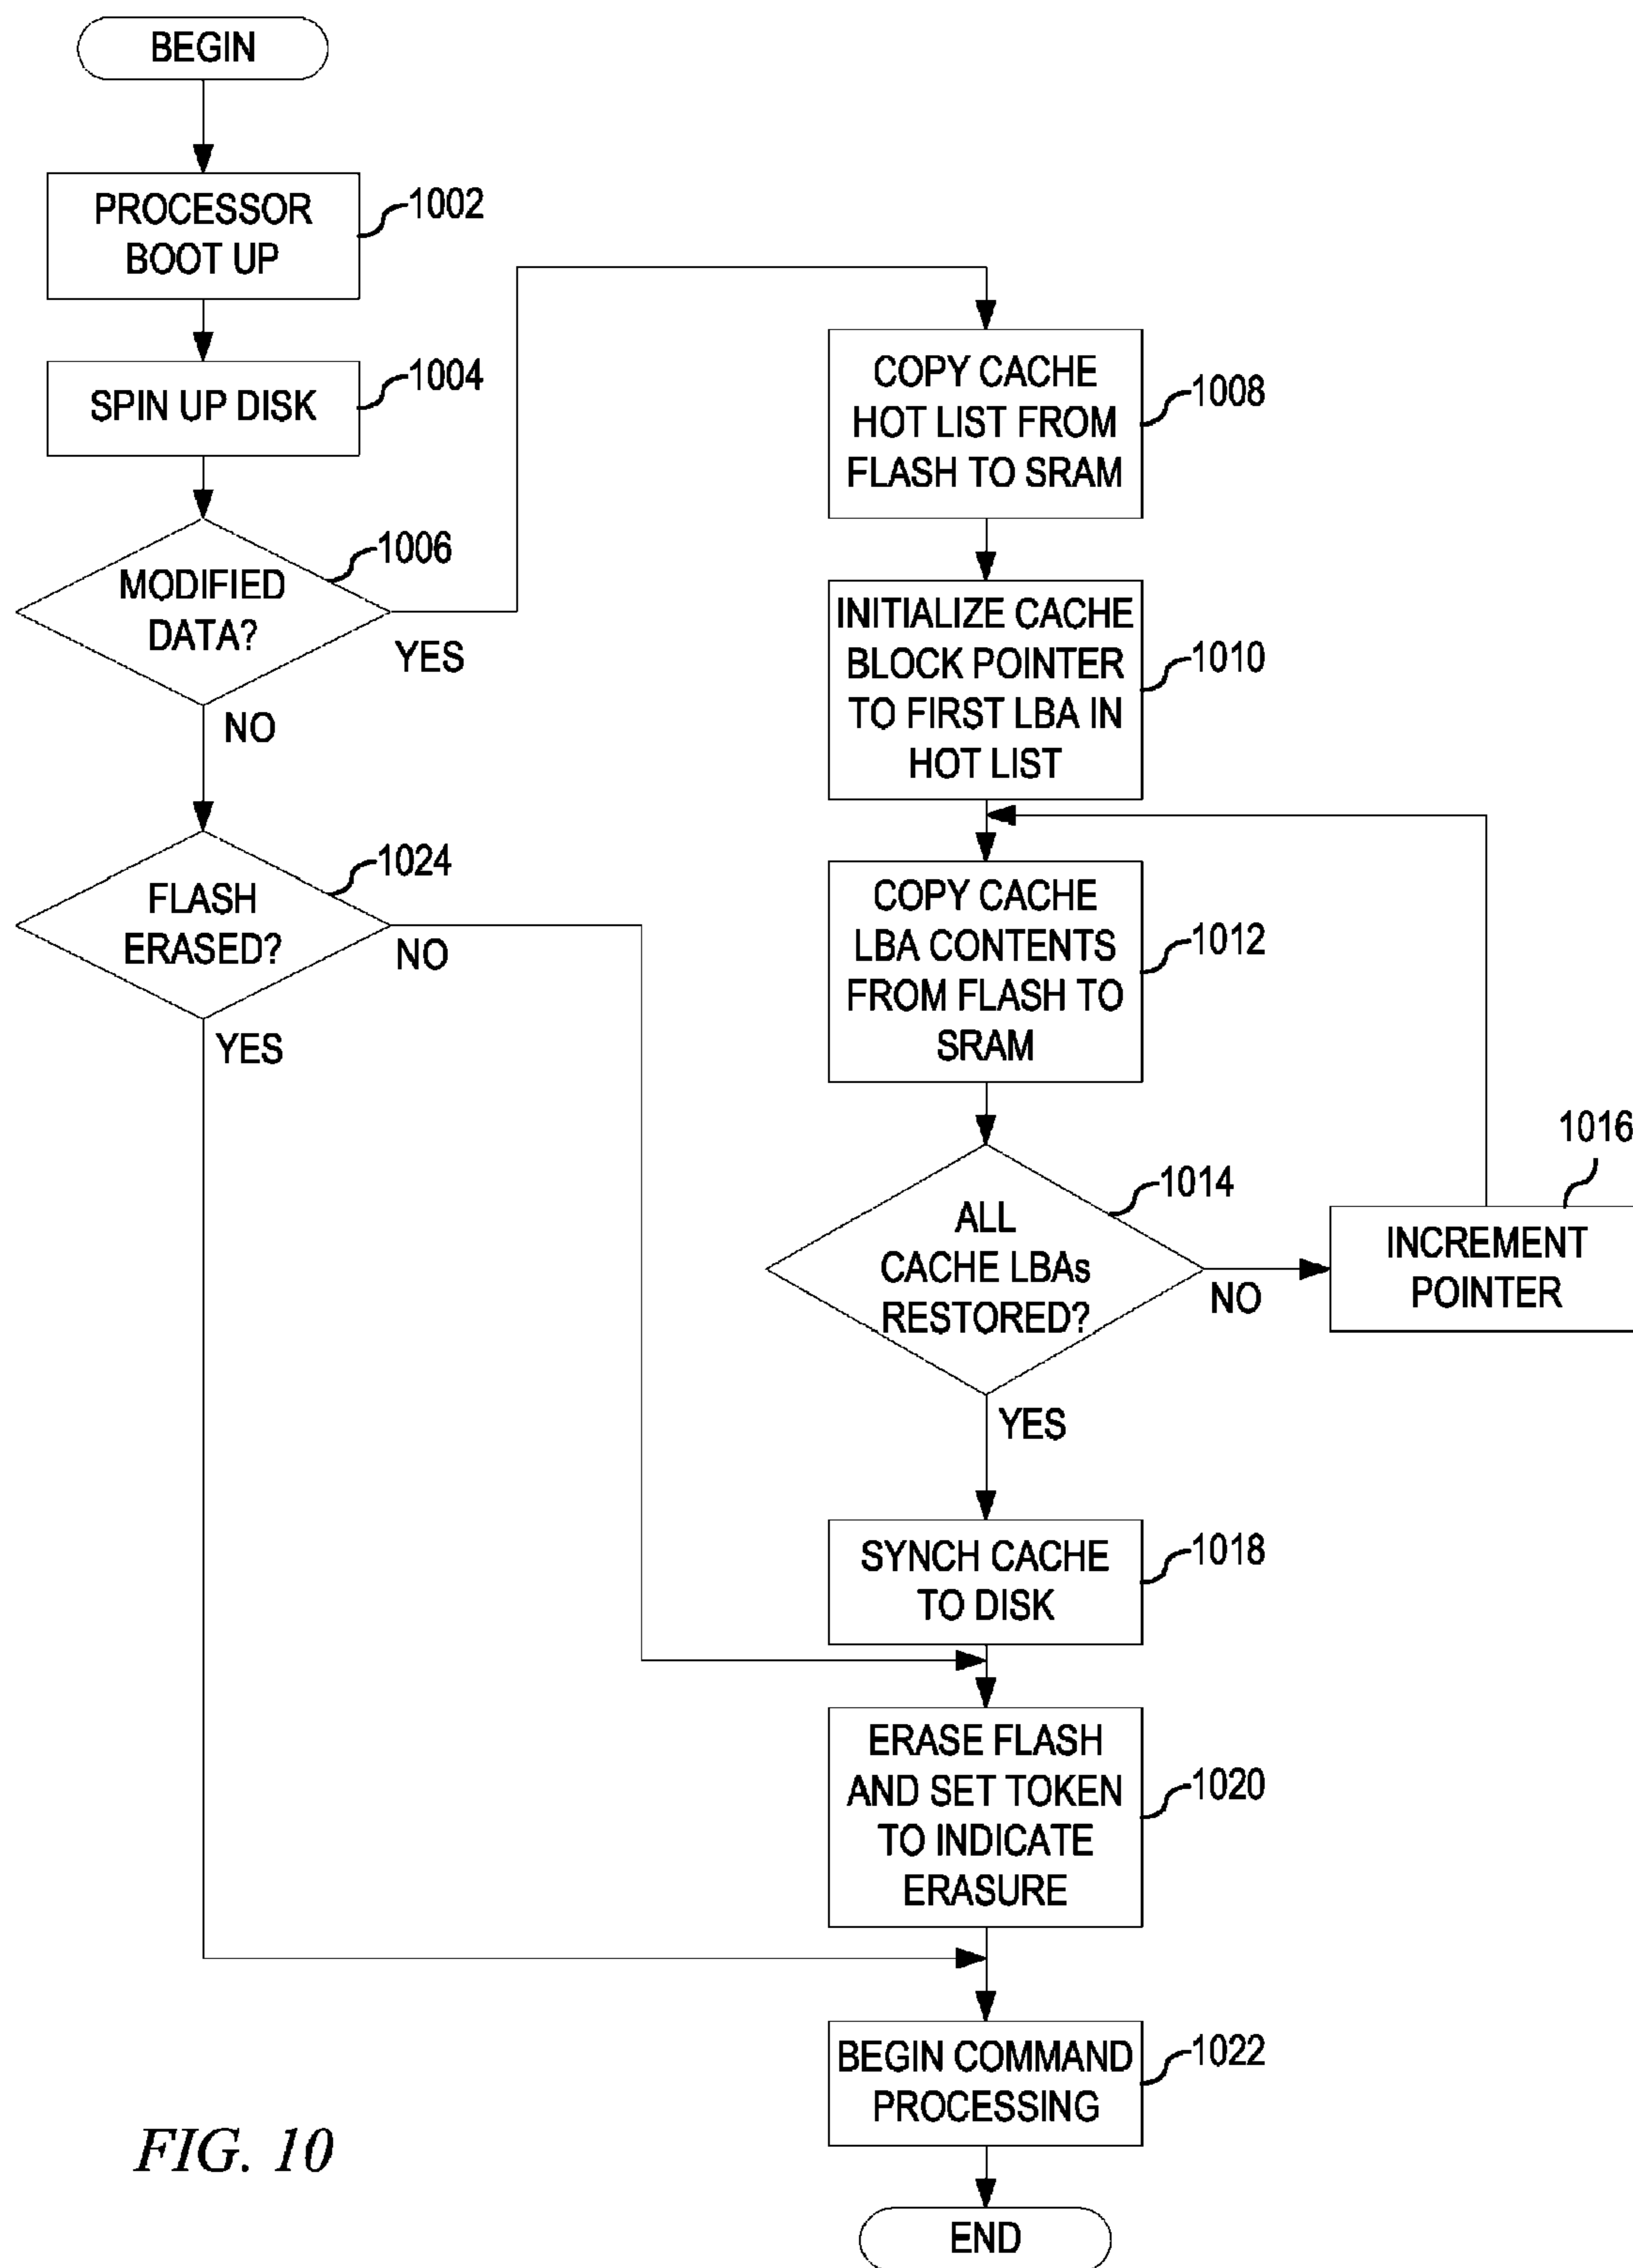 BEGIN
PROCESSOR
BOOT UP
1002
SPIN UP DISK
1004
MODIFIED
DATA?
1006
YES
NO
FLASH
ERASED?
1024
NO
YES
COPY CACHE
HOT LIST FROM
FLASH TO SRAM
1008
INITIALIZE CACHE
BLOCK POINTER
TO FIRST LBA IN
HOT LIST
1010
COPY CACHE
LBA CONTENTS
FROM FLASH TO
SRAM
1012
ALL
CACHE LBAs
RESTORED?
1014
NO
YES
1016
INCREMENT
POINTER
SYNCH CACHE
TO DISK
1018
ERASE FLASH
AND SET TOKEN
TO INDICATE
ERASURE
1020
BEGIN COMMAND
PROCESSING
1022
END
FIG. 10